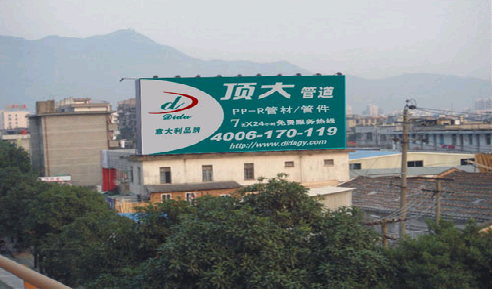 di
Dida
意大利品牌
顶大 管道
PP-R管材/管件
7天X24小时免费服务热线
4006-170-119
http://www.didagy.com